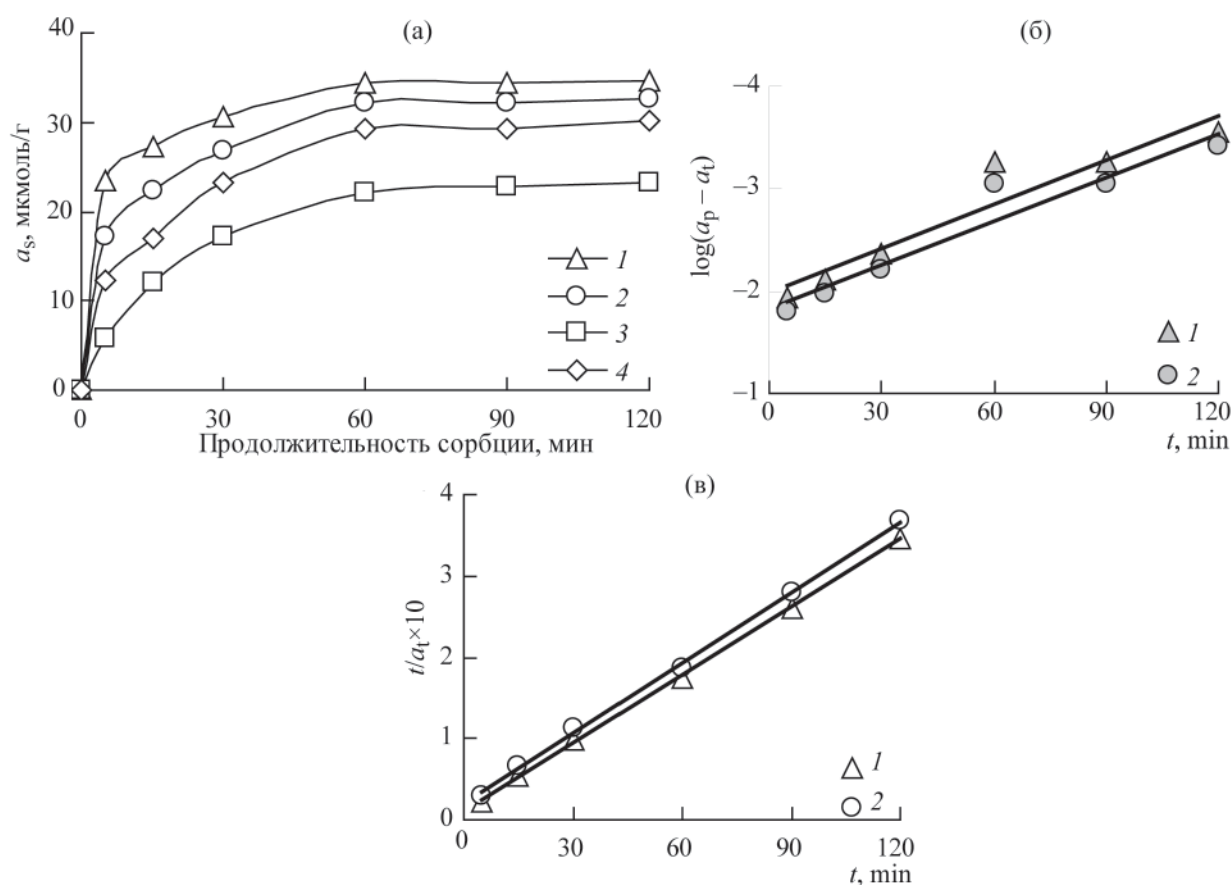 (а)
40
30
20
10
0
a_s, мкмоль/г
1
2
3
4
0 30 60 90 120
Продолжительность сорбции, мин
(б)
–4
–3
–2
–1
log(a_p – a_t)
1
2
0 30 60 90 120
t, min
(в)
4
3
2
1
0
t/a_t×10
1
2
0 30 60 90 120
t, min